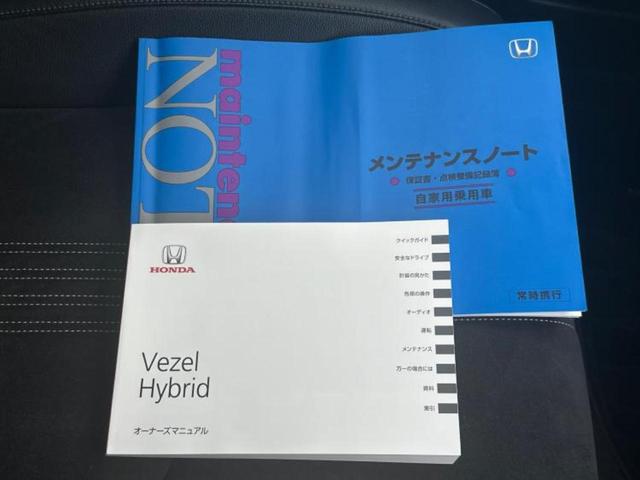 mainten
NOT
メンテナンスノート
保証書・点検整備記録簿
自家用乗用車
常時携行
HONDA
Vezel
Hybrid
オーナーズマニュアル
クイックガイド
安全なドライブ
計器の見かた
各部の操作
オーディオ
運転
メンテナンス
万一の場合には
資料
索引